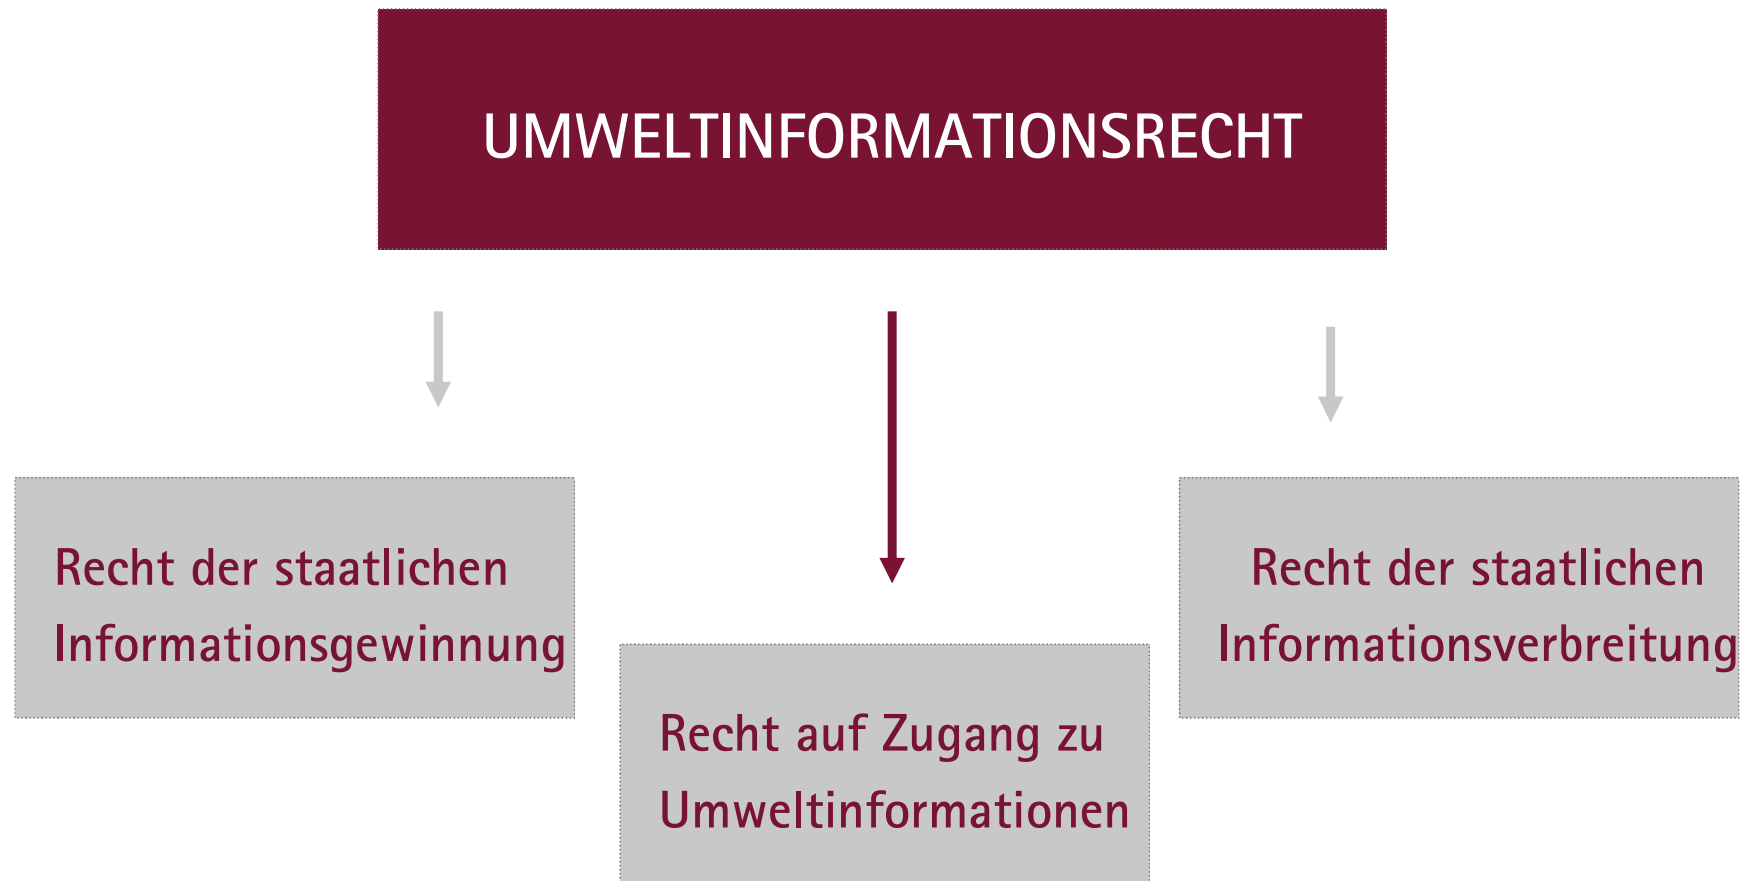 UMWELTINFORMATIONSRECHT
Recht der staatlichen
Informationsgewinnung
Recht auf Zugang zu
Umweltinformationen
Recht der staatlichen
Informationsverbreitung